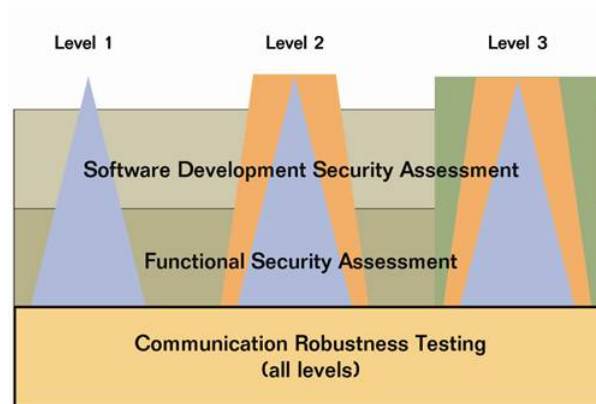 Level 1 Level 2 Level 3
Software Development Security Assessment
Functional Security Assessment
Communication Robustness Testing
(all levels)